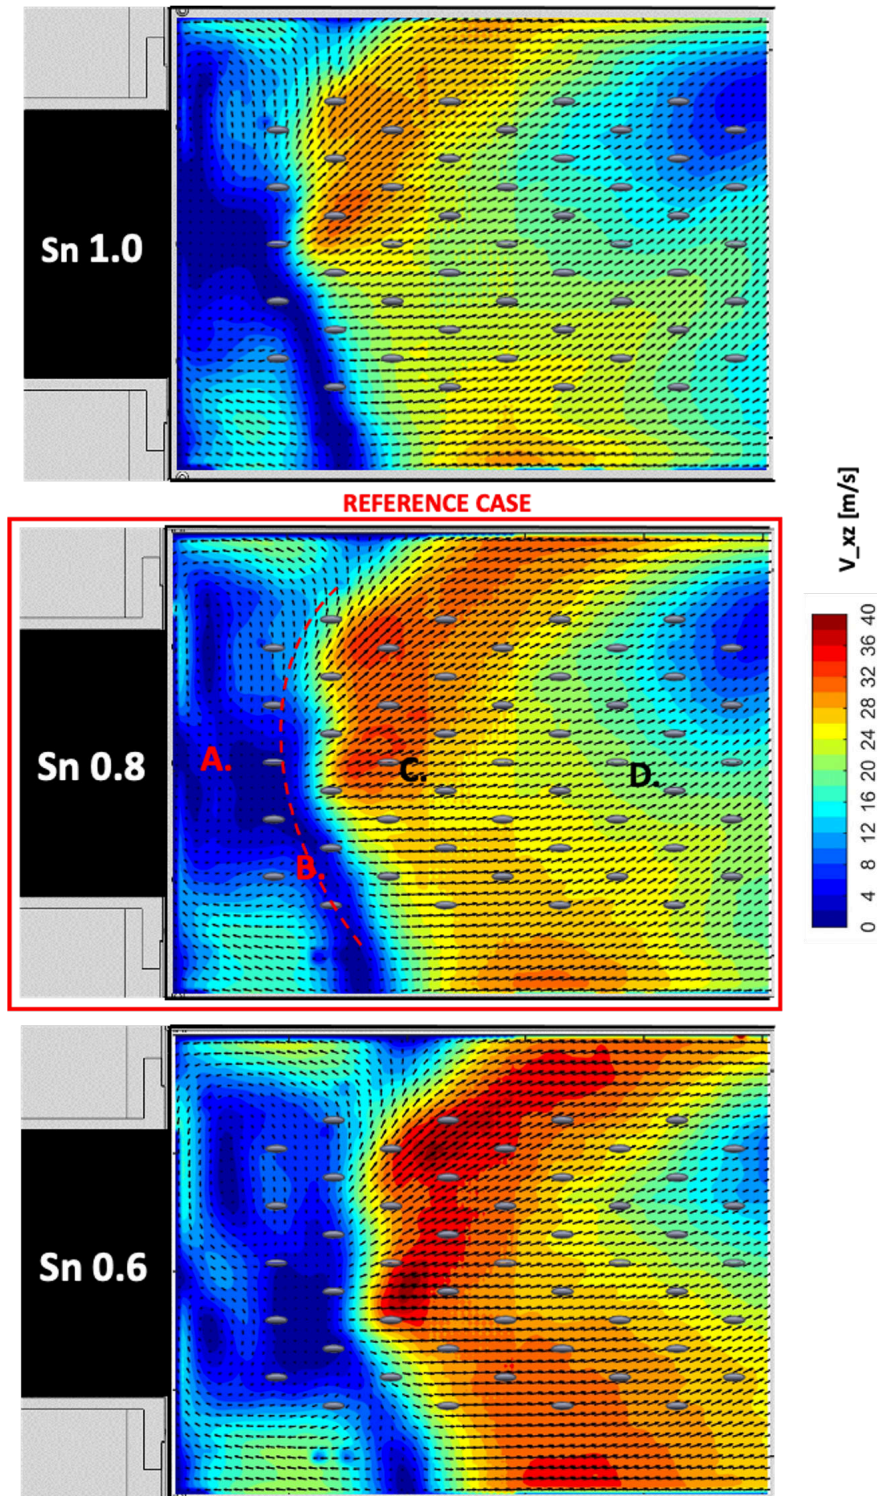 Sn 1.0
REFERENCE CASE
Sn 0.8
A.
B.
C.
D.
V_xz [m/s]
0 4 8 12 16 20 24 28 32 36 40
Sn 0.6